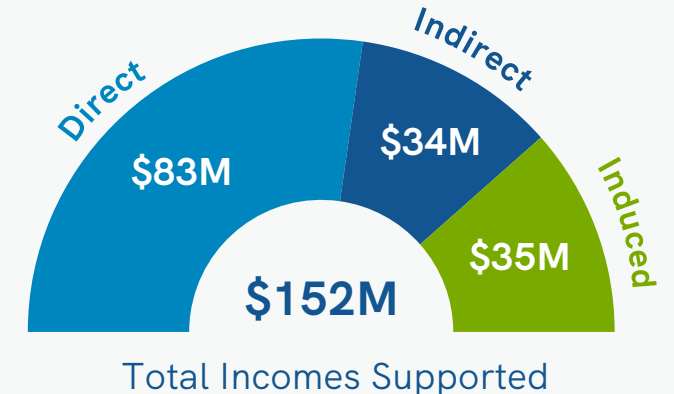 Direct
$83M
Indirect
$34M
Induced
$35M
$152M
Total Incomes Supported